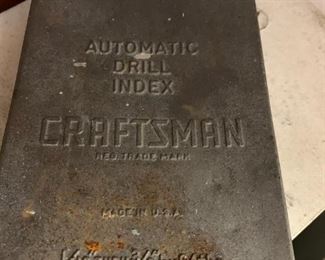 AUTOMATIC
DRILL
INDEX
CRAFTSMAN
REG. TRADE MARK
MADE IN U.S.A.